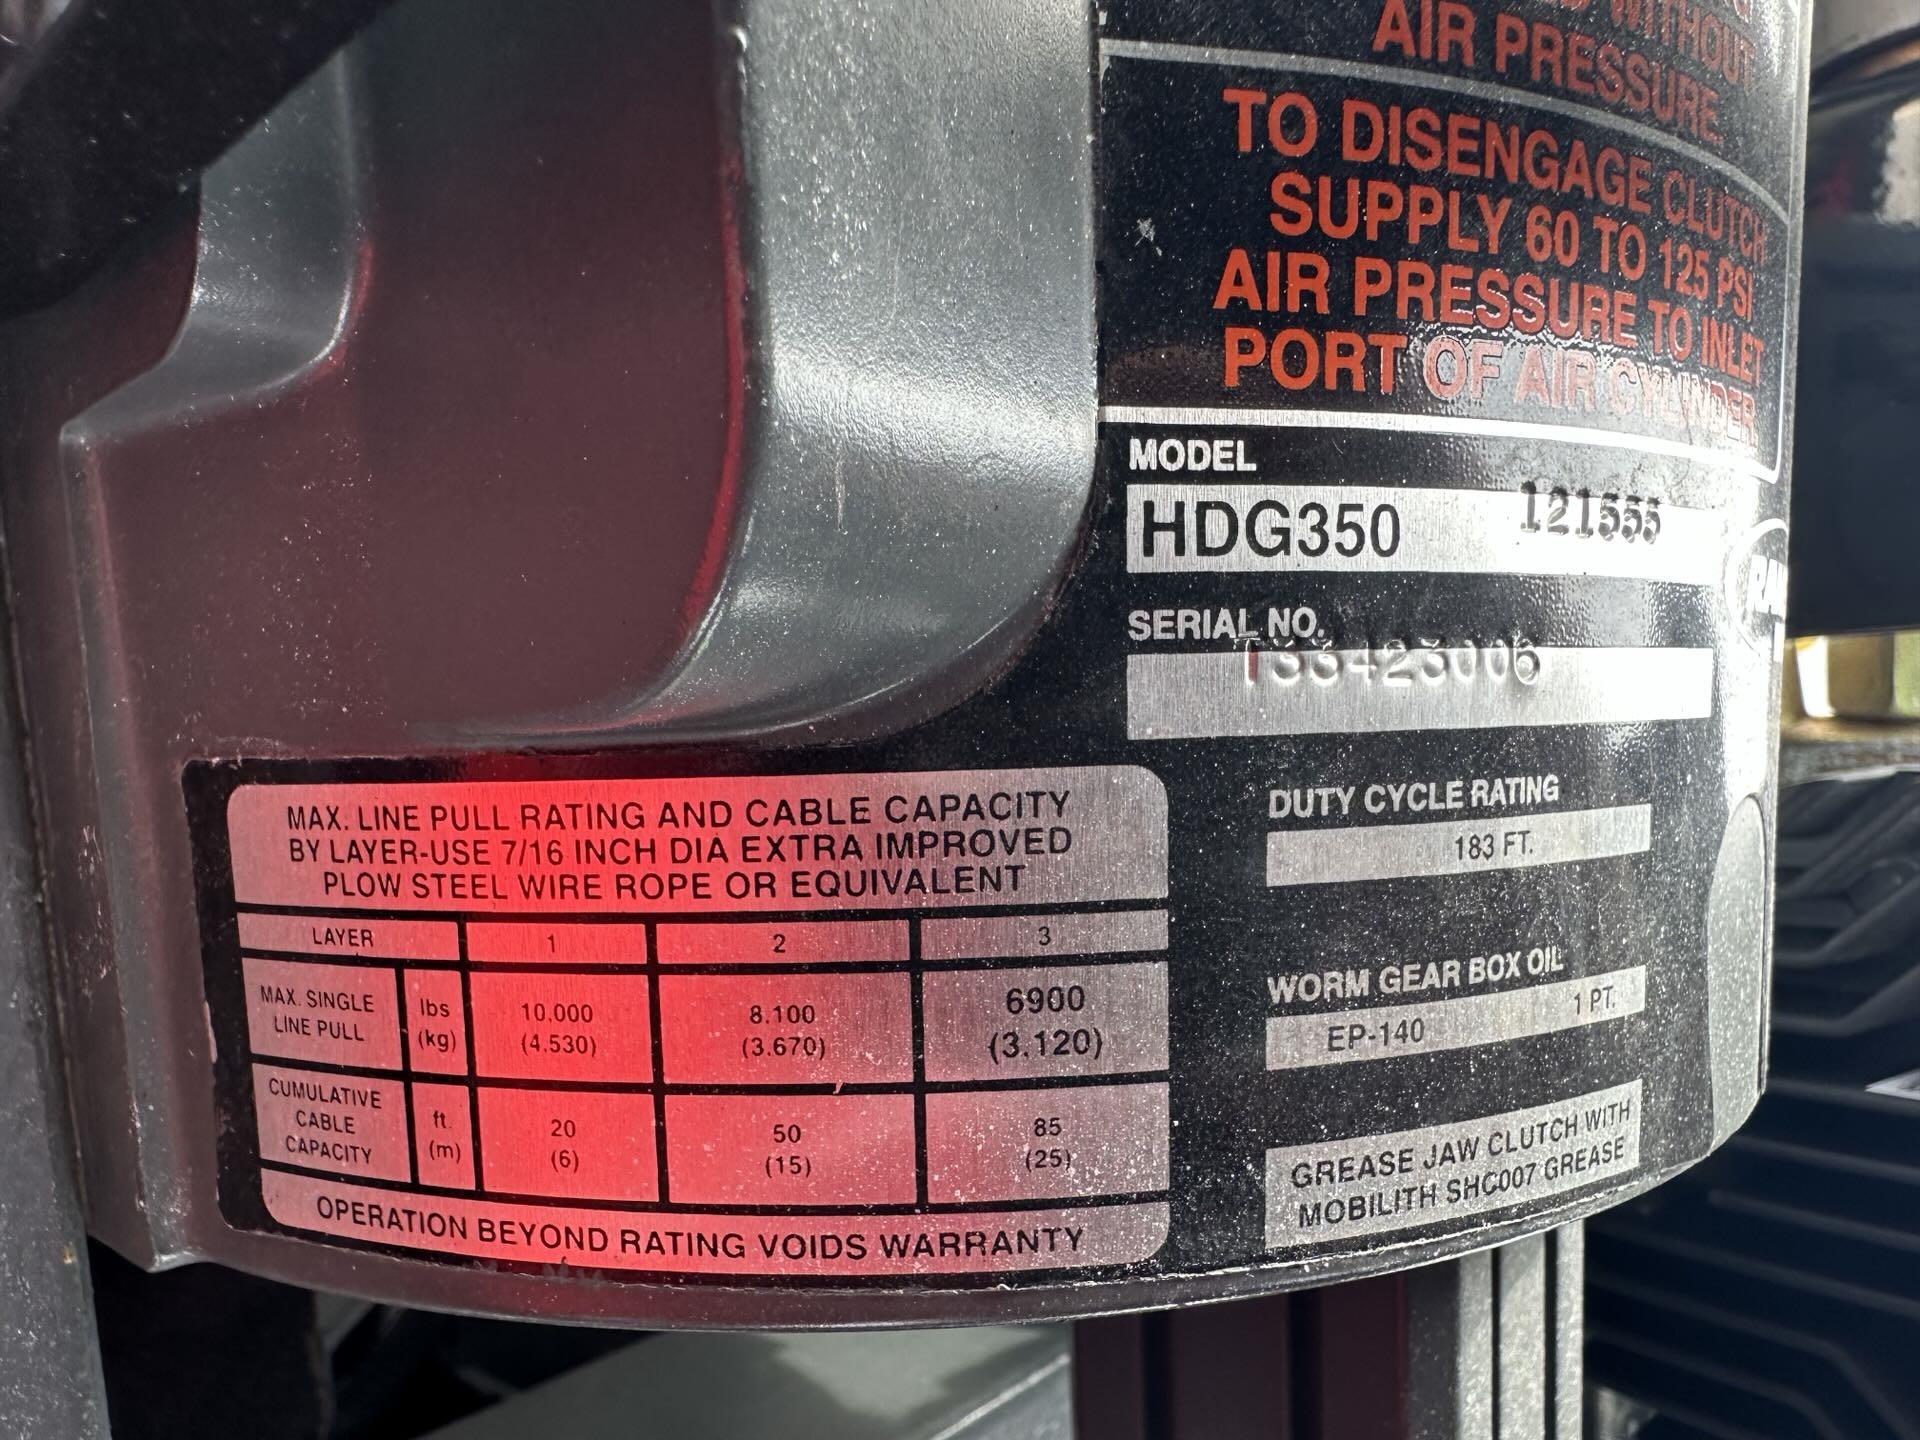 WITHOUT
AIR PRESSURE
TO DISENGAGE CLUTCH
SUPPLY 60 TO 125 PSI
AIR PRESSURE TO INLET
PORT OF AIR CYLINDER.
MODEL
HDG350 121555
SERIAL NO.
DUTY CYCLE RATING
183 FT.
WORM GEAR BOX OIL
EP-140 1 PT.
GREASE JAW CLUTCH WITH
MOBILITH SHC007 GREASE
MAX. LINE PULL RATING AND CABLE CAPACITY
BY LAYER-USE 7/16 INCH DIA EXTRA IMPROVED
PLOW STEEL WIRE ROPE OR EQUIVALENT
LAYER 1 2 3
MAX. SINGLE LINE PULL lbs (kg) 10.000 (4.530) 8.100 (3.670) 6900 (3.120)
CUMULATIVE CABLE CAPACITY ft. (m) 20 (6) 50 (15) 85 (25)
OPERATION BEYOND RATING VOIDS WARRANTY